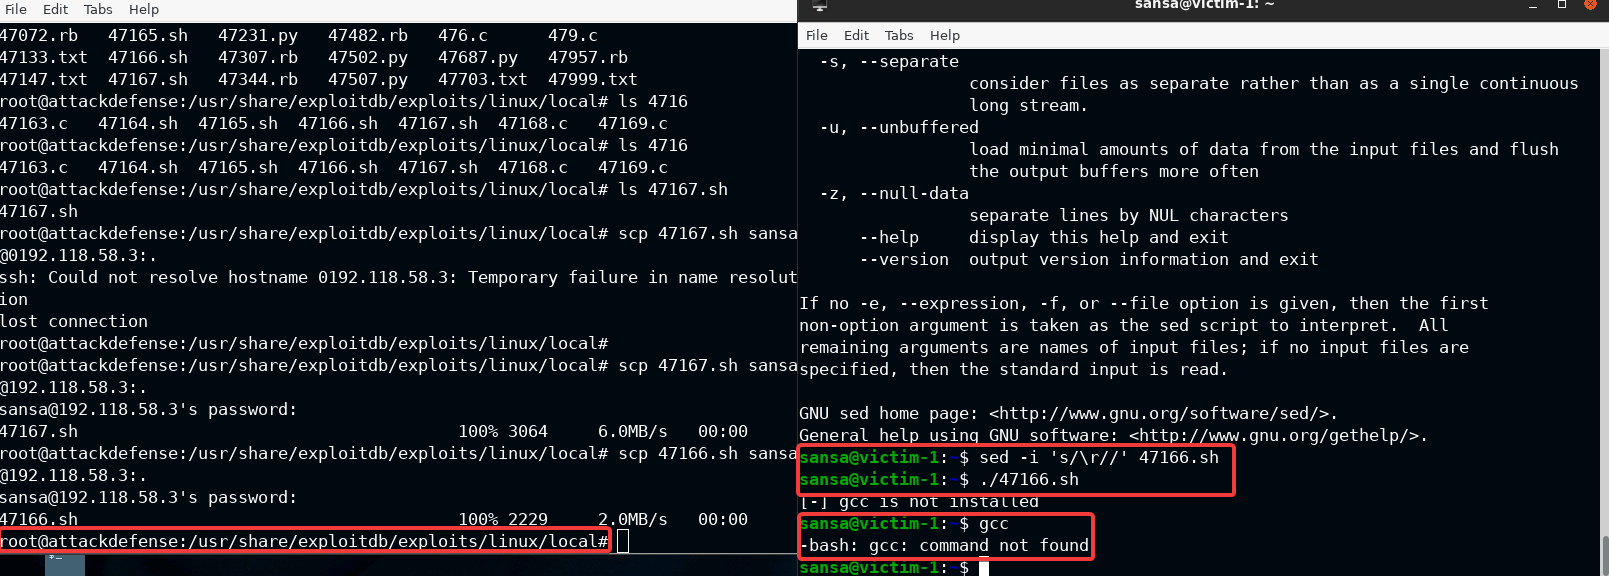 File Edit Tabs Help
47072.rb 47165.sh 47231.py 47482.rb 476.c 479.c
47133.txt 47166.sh 47307.rb 47502.py 47687.py 47957.rb
47147.txt 47167.sh 47344.rb 47507.py 47703.txt 47999.txt
root@attackdefense:/usr/share/exploitdb/exploits/linux/local# ls 4716
47163.c 47164.sh 47165.sh 47166.sh 47167.sh 47168.c 47169.c
root@attackdefense:/usr/share/exploitdb/exploits/linux/local# ls 4716
47163.c 47164.sh 47165.sh 47166.sh 47167.sh 47168.c 47169.c
root@attackdefense:/usr/share/exploitdb/exploits/linux/local# ls 47167.sh
47167.sh
root@attackdefense:/usr/share/exploitdb/exploits/linux/local# scp 47167.sh sansa
@0192.118.58.3:.
ssh: Could not resolve hostname 0192.118.58.3: Temporary failure in name resolut
ion
lost connection
root@attackdefense:/usr/share/exploitdb/exploits/linux/local#
root@attackdefense:/usr/share/exploitdb/exploits/linux/local# scp 47167.sh sansa
@192.118.58.3:.
sansa@192.118.58.3's password:
47167.sh 100% 3064 6.0MB/s 00:00
root@attackdefense:/usr/share/exploitdb/exploits/linux/local# scp 47166.sh sansa
@192.118.58.3:.
sansa@192.118.58.3's password:
47166.sh 100% 2229 2.0MB/s 00:00
root@attackdefense:/usr/share/exploitdb/exploits/linux/local#
sansa@victim-1: ~
File Edit Tabs Help
-s, --separate
consider files as separate rather than as a single continuous
long stream.
-u, --unbuffered
load minimal amounts of data from the input files and flush
the output buffers more often
-z, --null-data
separate lines by NUL characters
--help display this help and exit
--version output version information and exit
If no -e, --expression, -f, or --file option is given, then the first
non-option argument is taken as the sed script to interpret. All
remaining arguments are names of input files; if no input files are
specified, then the standard input is read.
GNU sed home page: <http://www.gnu.org/software/sed/>.
General help using GNU software: <http://www.gnu.org/gethelp/>.
sansa@victim-1:~$ sed -i 's/\r//' 47166.sh
sansa@victim-1:~$ ./47166.sh
[-] gcc is not installed
sansa@victim-1:~$ gcc
-bash: gcc: command not found
sansa@victim-1:~$